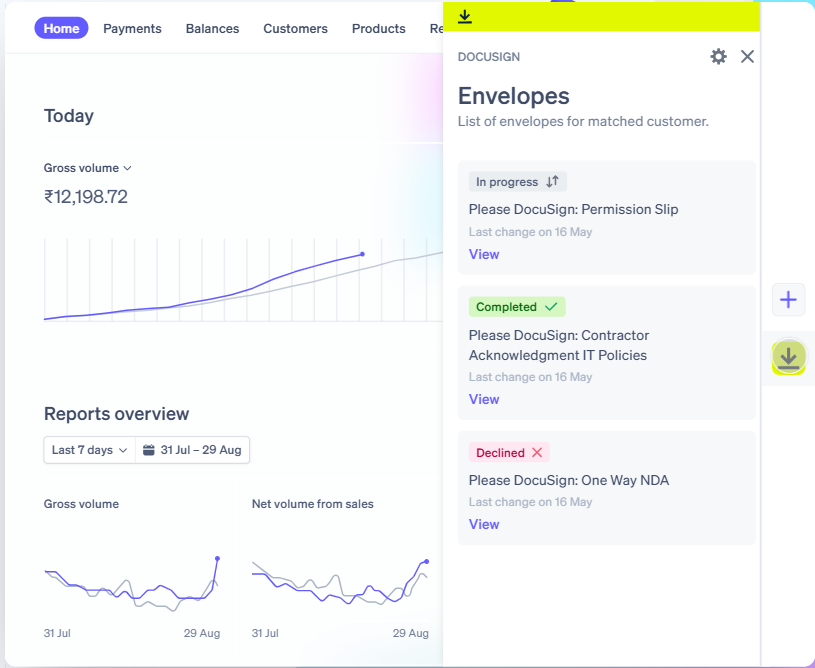 Home Payments Balances Customers Products
Today
Gross volume
₹12,198.72
Reports overview
Last 7 days 31 Jul – 29 Aug
Gross volume Net volume from sales
31 Jul 29 Aug 31 Jul 29 Aug
DOCUSIGN
Envelopes
List of envelopes for matched customer.
In progress
Please DocuSign: Permission Slip
Last change on 16 May
View
Completed
Please DocuSign: Contractor
Acknowledgment IT Policies
Last change on 16 May
View
Declined
Please DocuSign: One Way NDA
Last change on 16 May
View